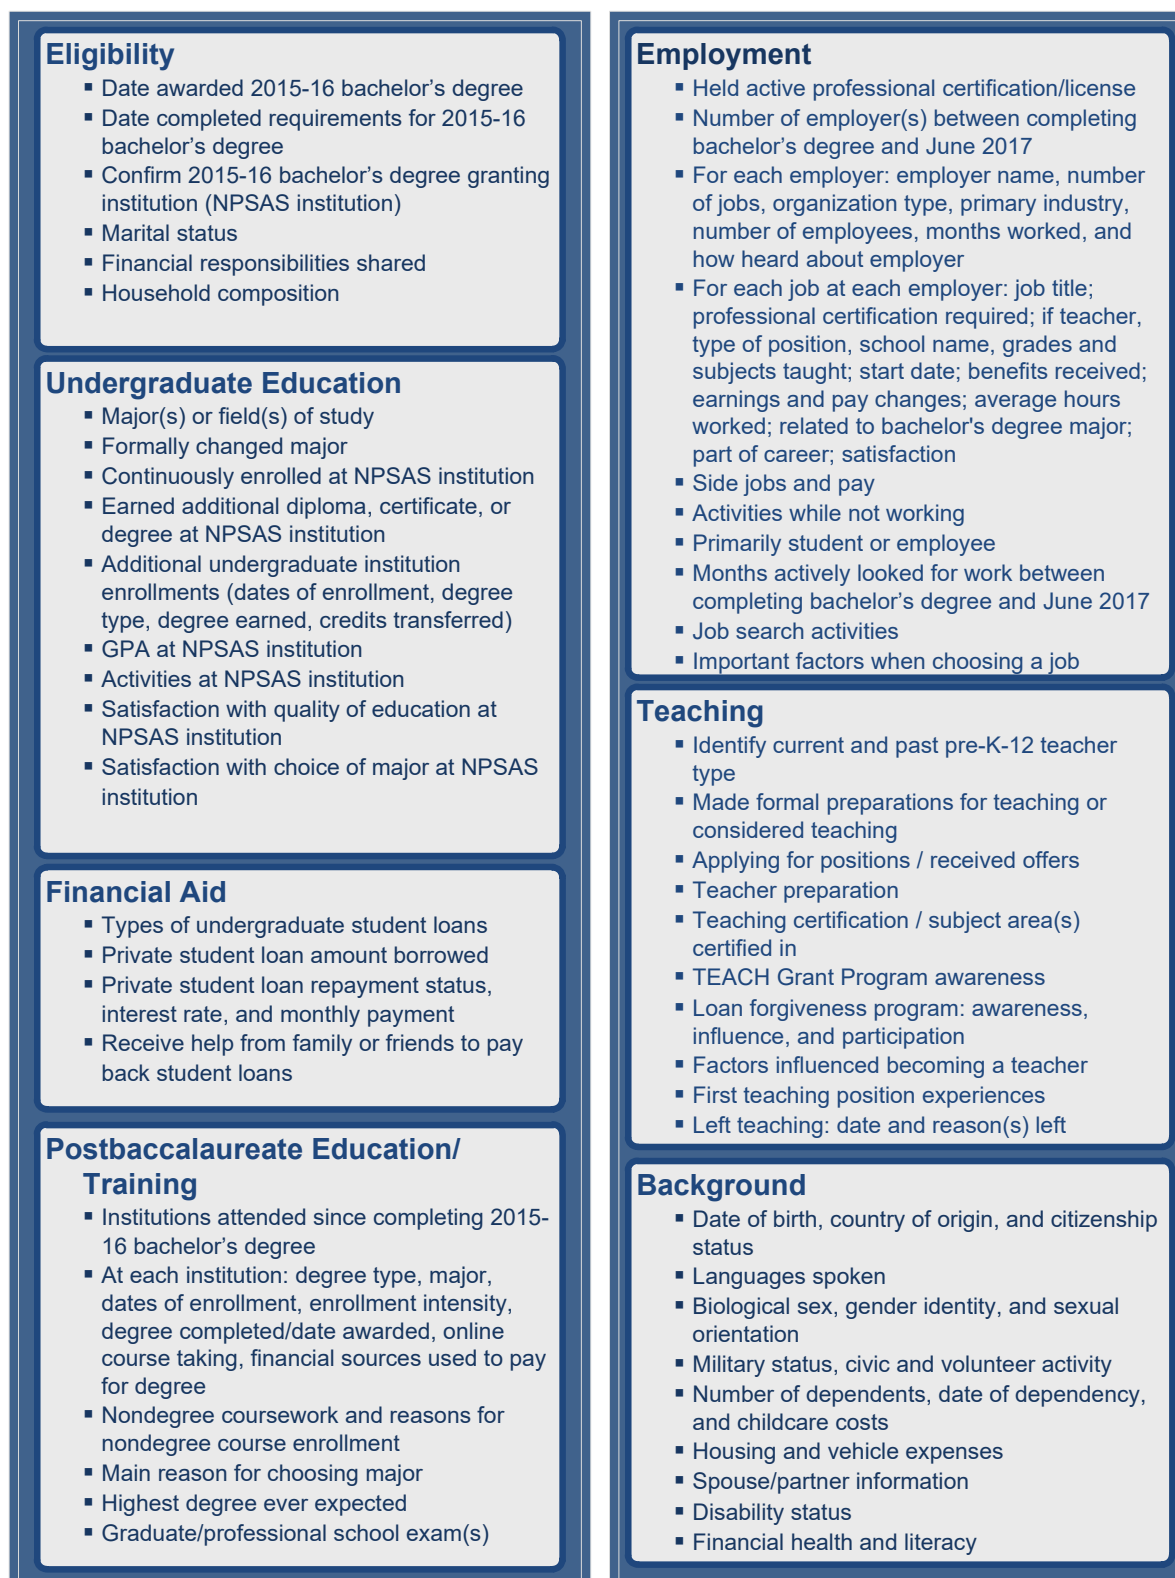 Eligibility
▪ Date awarded 2015-16 bachelor’s degree
▪ Date completed requirements for 2015-16
bachelor’s degree
▪ Confirm 2015-16 bachelor’s degree granting
institution (NPSAS institution)
▪ Marital status
▪ Financial responsibilities shared
▪ Household composition
Undergraduate Education
▪ Major(s) or field(s) of study
▪ Formally changed major
▪ Continuously enrolled at NPSAS institution
▪ Earned additional diploma, certificate, or
degree at NPSAS institution
▪ Additional undergraduate institution
enrollments (dates of enrollment, degree
type, degree earned, credits transferred)
▪ GPA at NPSAS institution
▪ Activities at NPSAS institution
▪ Satisfaction with quality of education at
NPSAS institution
▪ Satisfaction with choice of major at NPSAS
institution
Financial Aid
▪ Types of undergraduate student loans
▪ Private student loan amount borrowed
▪ Private student loan repayment status,
interest rate, and monthly payment
▪ Receive help from family or friends to pay
back student loans
Postbaccalaureate Education/
Training
▪ Institutions attended since completing 2015-
16 bachelor’s degree
▪ At each institution: degree type, major,
dates of enrollment, enrollment intensity,
degree completed/date awarded, online
course taking, financial sources used to pay
for degree
▪ Nondegree coursework and reasons for
nondegree course enrollment
▪ Main reason for choosing major
▪ Highest degree ever expected
▪ Graduate/professional school exam(s)
Employment
▪ Held active professional certification/license
▪ Number of employer(s) between completing
bachelor’s degree and June 2017
▪ For each employer: employer name, number
of jobs, organization type, primary industry,
number of employees, months worked, and
how heard about employer
▪ For each job at each employer: job title;
professional certification required; if teacher,
type of position, school name, grades and
subjects taught; start date; benefits received;
earnings and pay changes; average hours
worked; related to bachelor's degree major;
part of career; satisfaction
▪ Side jobs and pay
▪ Activities while not working
▪ Primarily student or employee
▪ Months actively looked for work between
completing bachelor’s degree and June 2017
▪ Job search activities
▪ Important factors when choosing a job
Teaching
▪ Identify current and past pre-K-12 teacher
type
▪ Made formal preparations for teaching or
considered teaching
▪ Applying for positions / received offers
▪ Teacher preparation
▪ Teaching certification / subject area(s)
certified in
▪ TEACH Grant Program awareness
▪ Loan forgiveness program: awareness,
influence, and participation
▪ Factors influenced becoming a teacher
▪ First teaching position experiences
▪ Left teaching: date and reason(s) left
Background
▪ Date of birth, country of origin, and citizenship
status
▪ Languages spoken
▪ Biological sex, gender identity, and sexual
orientation
▪ Military status, civic and volunteer activity
▪ Number of dependents, date of dependency,
and childcare costs
▪ Housing and vehicle expenses
▪ Spouse/partner information
▪ Disability status
▪ Financial health and literacy